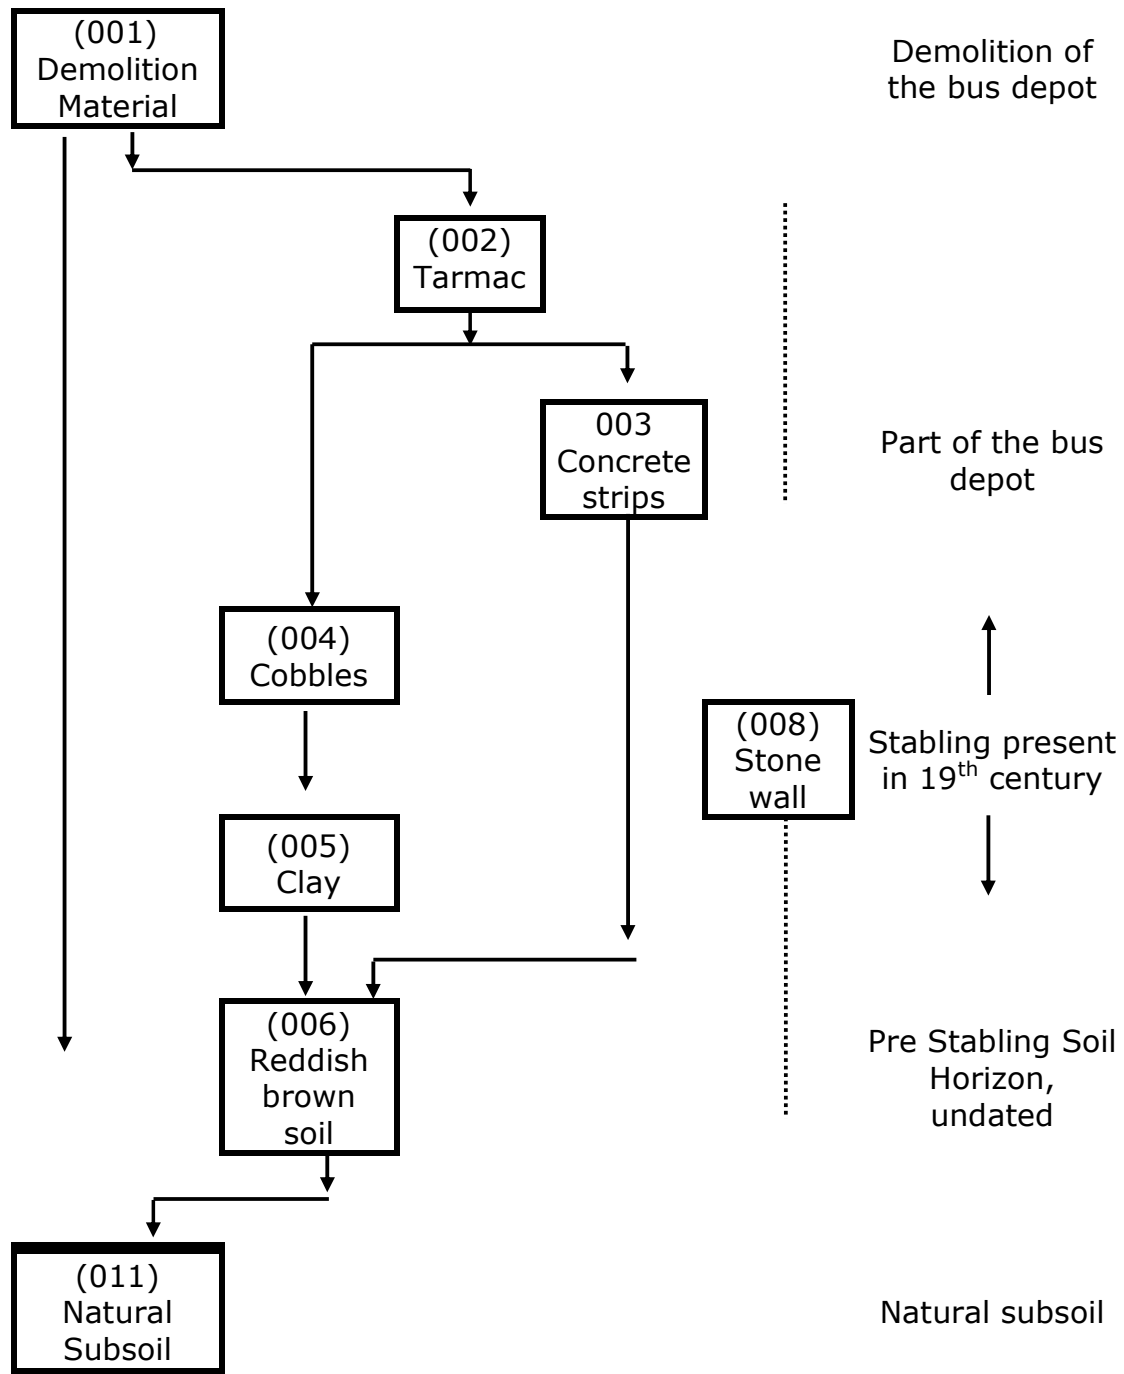 (001)
Demolition
Material
Demolition of
the bus depot
(002)
Tarmac
003
Concrete
strips
Part of the bus
depot
(004)
Cobbles
(008)
Stone
wall
Stabling present
in 19th century
(005)
Clay
(006)
Reddish
brown
soil
Pre Stabling Soil
Horizon,
undated
(011)
Natural
Subsoil
Natural subsoil